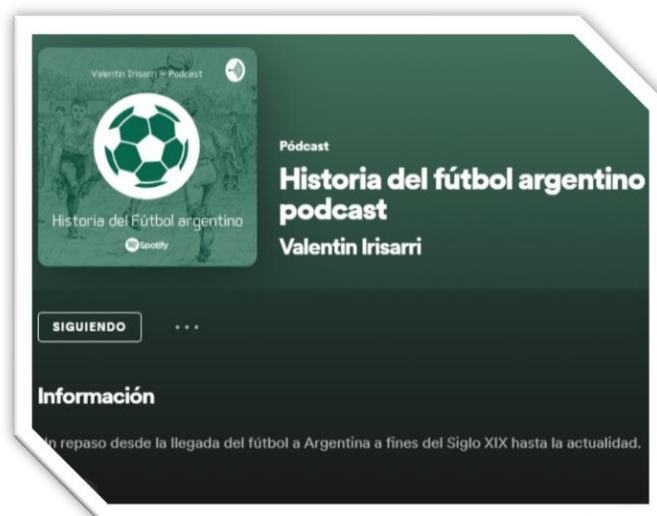 Valentin Irisarri – Podcast
Historia del Fútbol argentino
Spotify
Pódcast
Historia del fútbol argentino
podcast
Valentin Irisarri
SIGUIENDO
Información
repaso desde la llegada del fútbol a Argentina a fines del Siglo XIX hasta la actualidad.